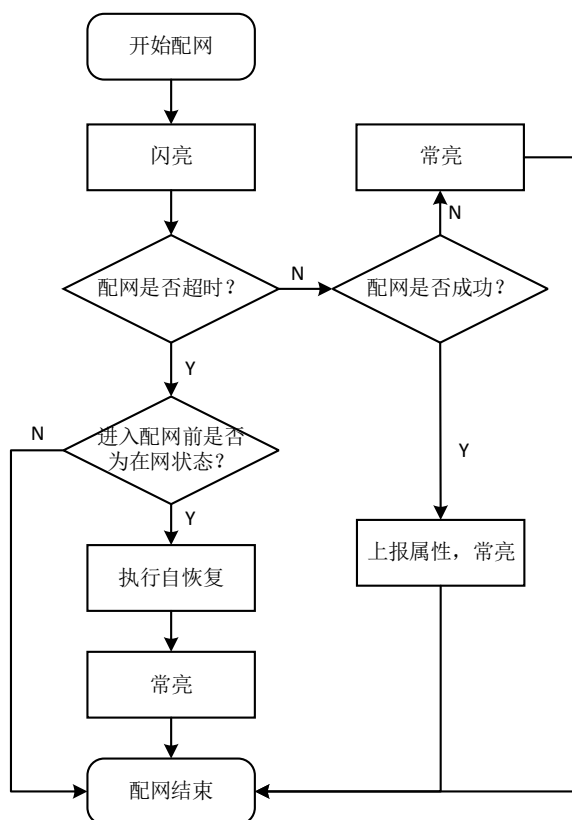 开始配网
闪亮
常亮
N
配网是否超时？
N
配网是否成功？
Y
N
进入配网前是否
为在网状态？
Y
Y
执行自恢复
上报属性，常亮
常亮
配网结束